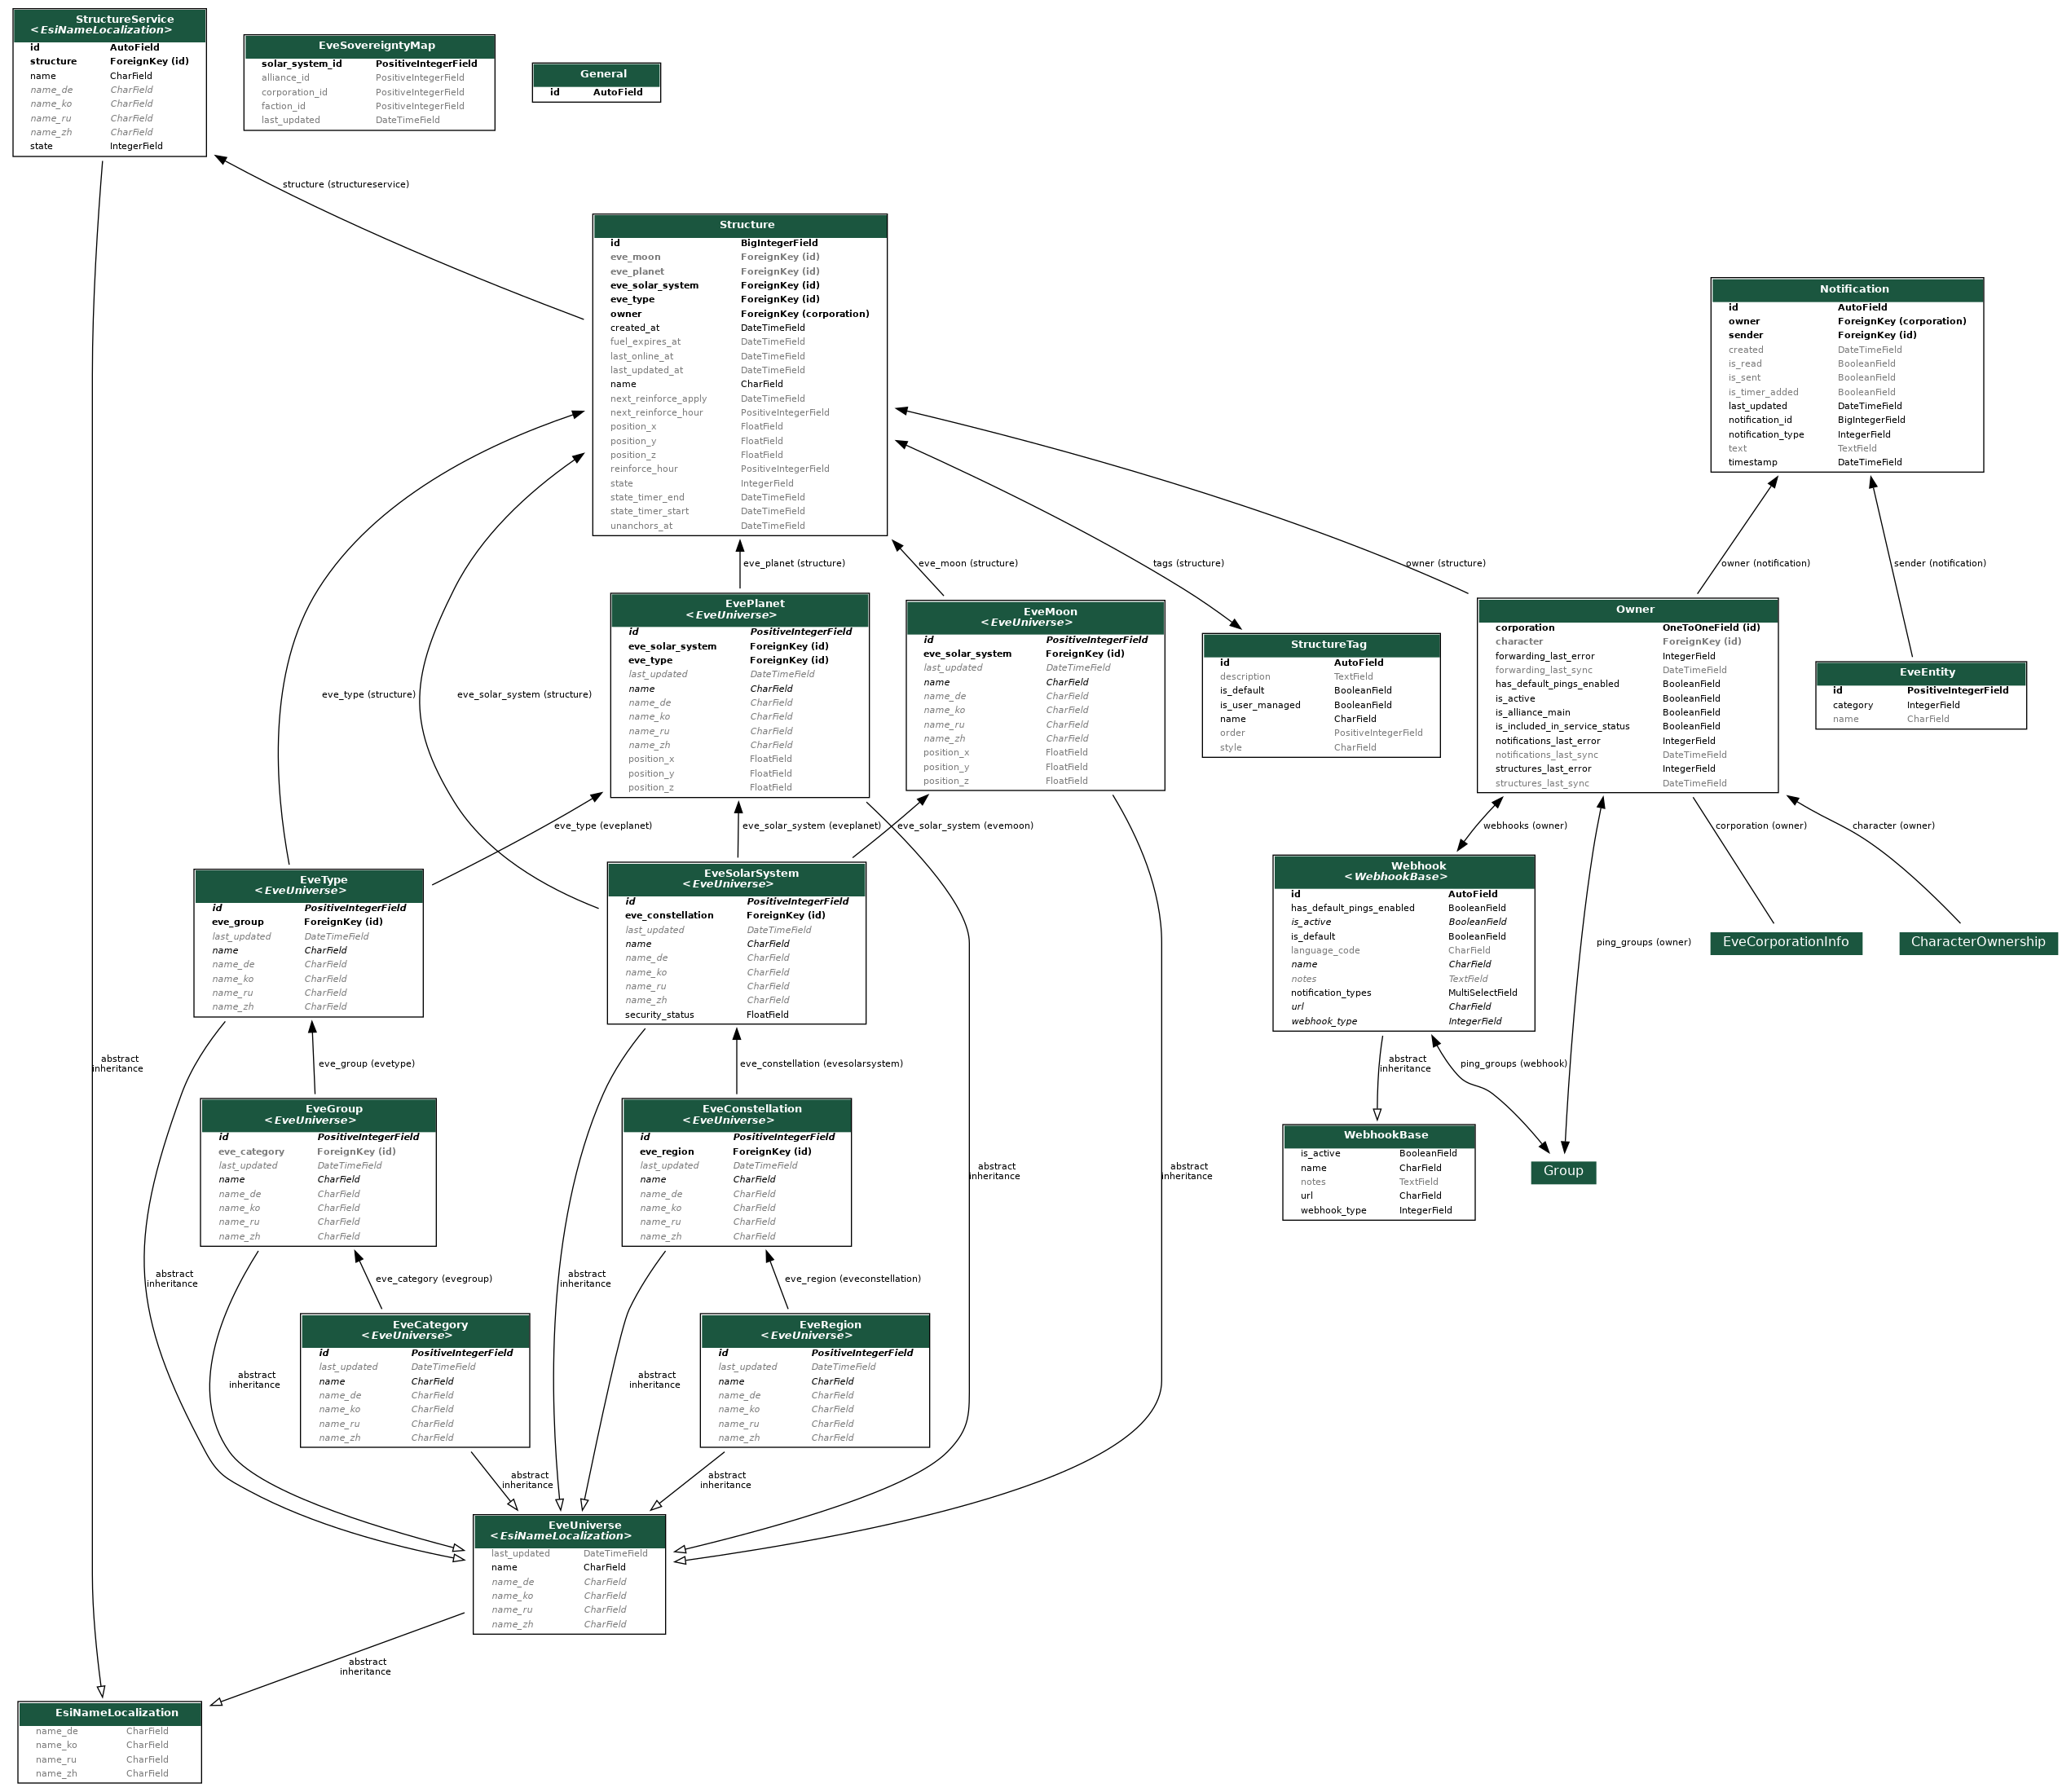 StructureService
<EsiNameLocalization>
id AutoField
structure ForeignKey (id)
name CharField
name_de CharField
name_ko CharField
name_ru CharField
name_zh CharField
state IntegerField
EveSovereigntyMap
solar_system_id PositiveIntegerField
alliance_id PositiveIntegerField
corporation_id PositiveIntegerField
faction_id PositiveIntegerField
last_updated DateTimeField
General
id AutoField
structure (structureservice)
Structure
id BigIntegerField
eve_moon ForeignKey (id)
eve_planet ForeignKey (id)
eve_solar_system ForeignKey (id)
eve_type ForeignKey (id)
owner ForeignKey (corporation)
created_at DateTimeField
fuel_expires_at DateTimeField
last_online_at DateTimeField
last_updated_at DateTimeField
name CharField
next_reinforce_apply DateTimeField
next_reinforce_hour PositiveIntegerField
position_x FloatField
position_y FloatField
position_z FloatField
reinforce_hour PositiveIntegerField
state IntegerField
state_timer_end DateTimeField
state_timer_start DateTimeField
unanchors_at DateTimeField
Notification
id AutoField
owner ForeignKey (corporation)
sender ForeignKey (id)
created DateTimeField
is_read BooleanField
is_sent BooleanField
is_timer_added BooleanField
last_updated DateTimeField
notification_id BigIntegerField
notification_type IntegerField
text TextField
timestamp DateTimeField
eve_planet (structure)
eve_moon (structure)
tags (structure)
owner (structure)
owner (notification)
sender (notification)
eve_type (structure)
eve_solar_system (structure)
EvePlanet
<EveUniverse>
id PositiveIntegerField
eve_solar_system ForeignKey (id)
eve_type ForeignKey (id)
last_updated DateTimeField
name CharField
name_de CharField
name_ko CharField
name_ru CharField
name_zh CharField
position_x FloatField
position_y FloatField
position_z FloatField
EveMoon
<EveUniverse>
id PositiveIntegerField
eve_solar_system ForeignKey (id)
last_updated DateTimeField
name CharField
name_de CharField
name_ko CharField
name_ru CharField
name_zh CharField
position_x FloatField
position_y FloatField
position_z FloatField
StructureTag
id AutoField
description TextField
is_default BooleanField
is_user_managed BooleanField
name CharField
order PositiveIntegerField
style CharField
Owner
corporation OneToOneField (id)
character ForeignKey (id)
forwarding_last_error IntegerField
forwarding_last_sync DateTimeField
has_default_pings_enabled BooleanField
is_active BooleanField
is_alliance_main BooleanField
is_included_in_service_status BooleanField
notifications_last_error IntegerField
notifications_last_sync DateTimeField
structures_last_error IntegerField
structures_last_sync DateTimeField
EveEntity
id PositiveIntegerField
category IntegerField
name CharField
eve_type (eveplanet)
eve_solar_system (eveplanet)
eve_solar_system (evemoon)
webhooks (owner)
corporation (owner)
character (owner)
EveType
<EveUniverse>
id PositiveIntegerField
eve_group ForeignKey (id)
last_updated DateTimeField
name CharField
name_de CharField
name_ko CharField
name_ru CharField
name_zh CharField
EveSolarSystem
<EveUniverse>
id PositiveIntegerField
eve_constellation ForeignKey (id)
last_updated DateTimeField
name CharField
name_de CharField
name_ko CharField
name_ru CharField
name_zh CharField
security_status FloatField
Webhook
<WebhookBase>
id AutoField
has_default_pings_enabled BooleanField
is_active BooleanField
is_default BooleanField
language_code CharField
name CharField
notes TextField
notification_types MultiSelectField
url CharField
webhook_type IntegerField
ping_groups (owner)
EveCorporationInfo
CharacterOwnership
abstract
inheritance
eve_group (evetype)
eve_constellation (evesolarsystem)
abstract
inheritance
ping_groups (webhook)
EveGroup
<EveUniverse>
id PositiveIntegerField
eve_category ForeignKey (id)
last_updated DateTimeField
name CharField
name_de CharField
name_ko CharField
name_ru CharField
name_zh CharField
EveConstellation
<EveUniverse>
id PositiveIntegerField
eve_region ForeignKey (id)
last_updated DateTimeField
name CharField
name_de CharField
name_ko CharField
name_ru CharField
name_zh CharField
abstract
inheritance
abstract
inheritance
WebhookBase
is_active BooleanField
name CharField
notes TextField
url CharField
webhook_type IntegerField
Group
abstract
inheritance
eve_category (evegroup)
abstract
inheritance
eve_region (eveconstellation)
abstract
inheritance
EveCategory
<EveUniverse>
id PositiveIntegerField
last_updated DateTimeField
name CharField
name_de CharField
name_ko CharField
name_ru CharField
name_zh CharField
abstract
inheritance
EveRegion
<EveUniverse>
id PositiveIntegerField
last_updated DateTimeField
name CharField
name_de CharField
name_ko CharField
name_ru CharField
name_zh CharField
abstract
inheritance
abstract
inheritance
EveUniverse
<EsiNameLocalization>
last_updated DateTimeField
name CharField
name_de CharField
name_ko CharField
name_ru CharField
name_zh CharField
abstract
inheritance
EsiNameLocalization
name_de CharField
name_ko CharField
name_ru CharField
name_zh CharField